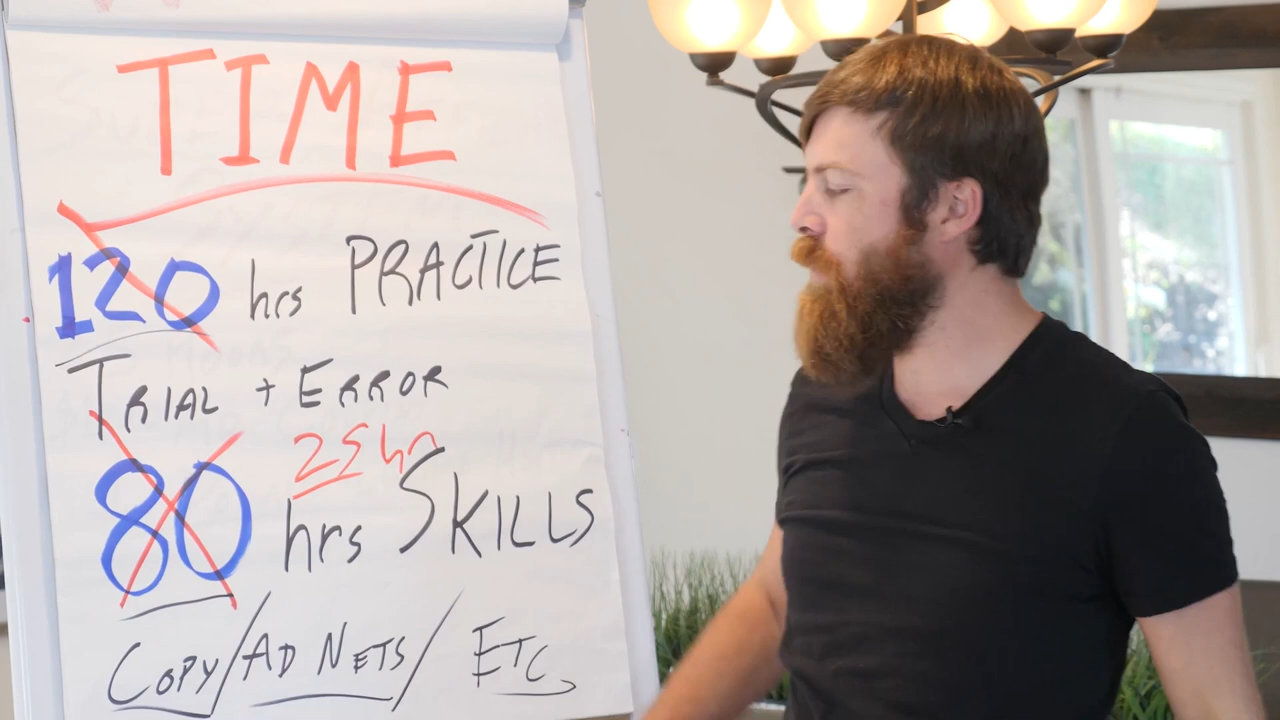 TIME
120 hrs PRACTICE
TRIAL + ERROR
25 hr
80 hrs SKILLS
COPY/AD NETS/ ETC